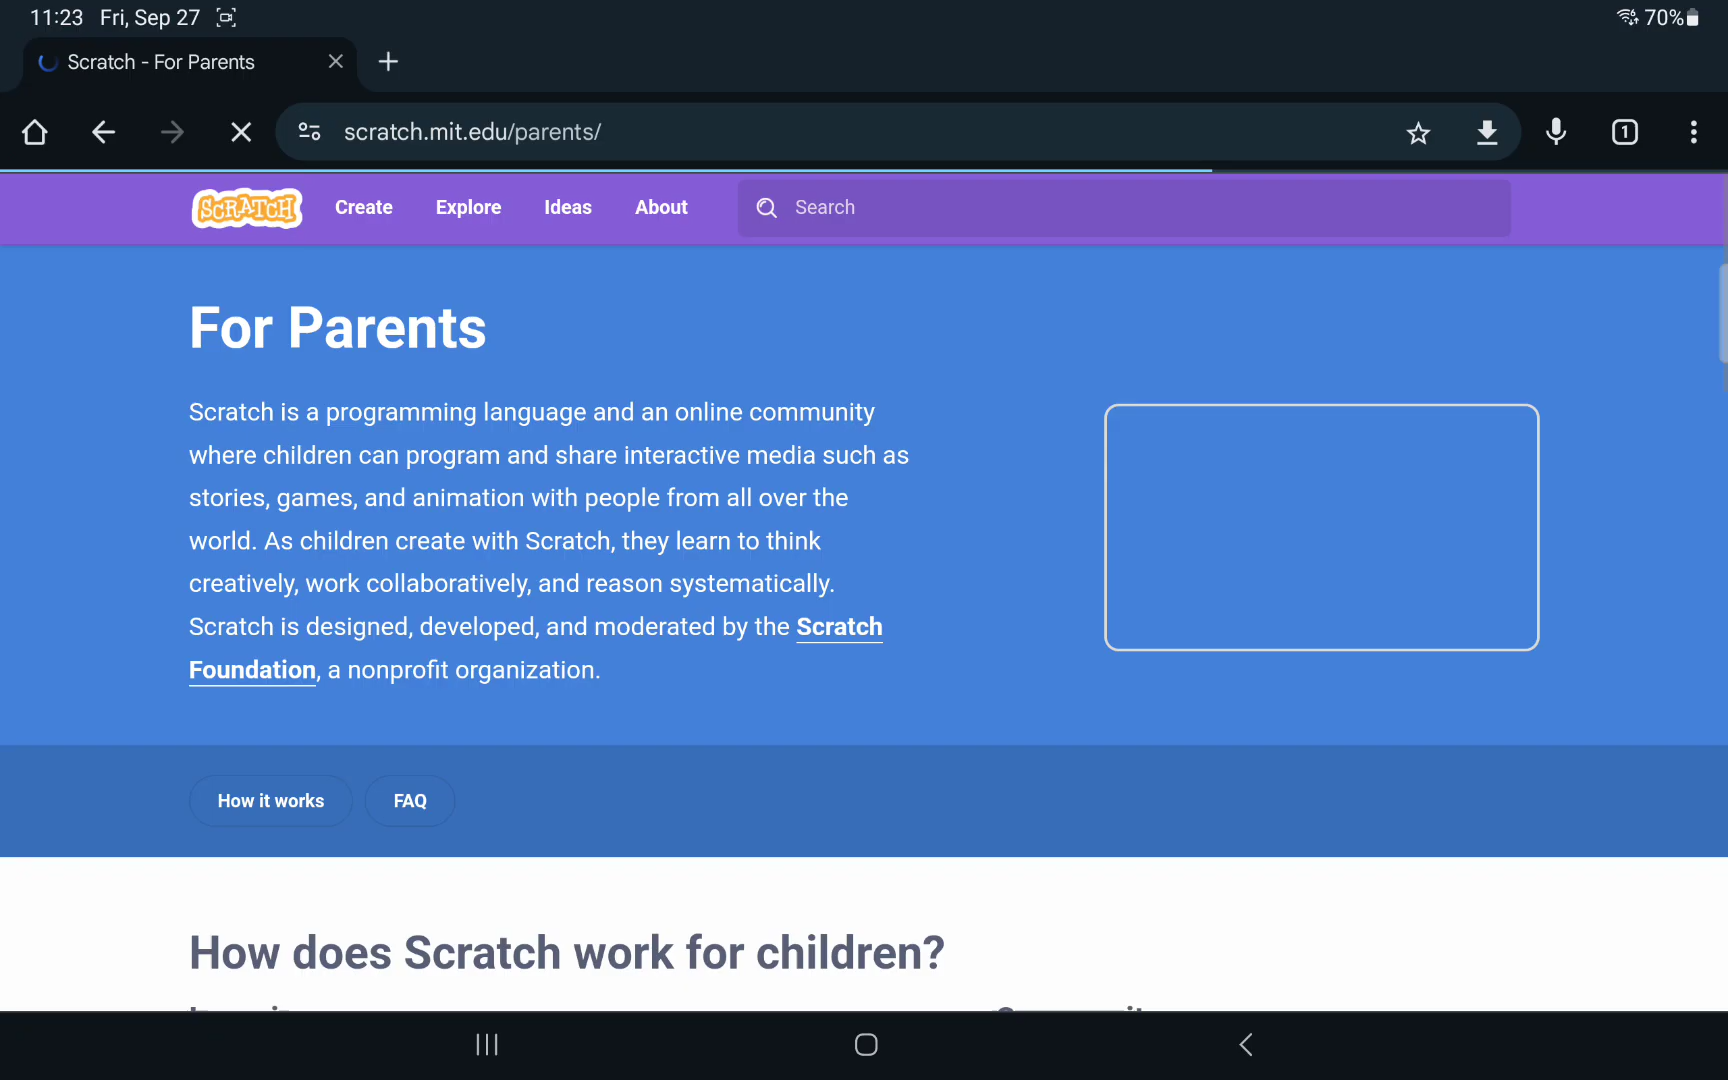 11:23 Fri, Sep 27
70%
Scratch - For Parents
scratch.mit.edu/parents/
1
SCRATCH
Create
Explore
Ideas
About
Search
For Parents
Scratch is a programming language and an online community
where children can program and share interactive media such as
stories, games, and animation with people from all over the
world. As children create with Scratch, they learn to think
creatively, work collaboratively, and reason systematically.
Scratch is designed, developed, and moderated by the Scratch
Foundation, a nonprofit organization.
How it works
FAQ
How does Scratch work for children?